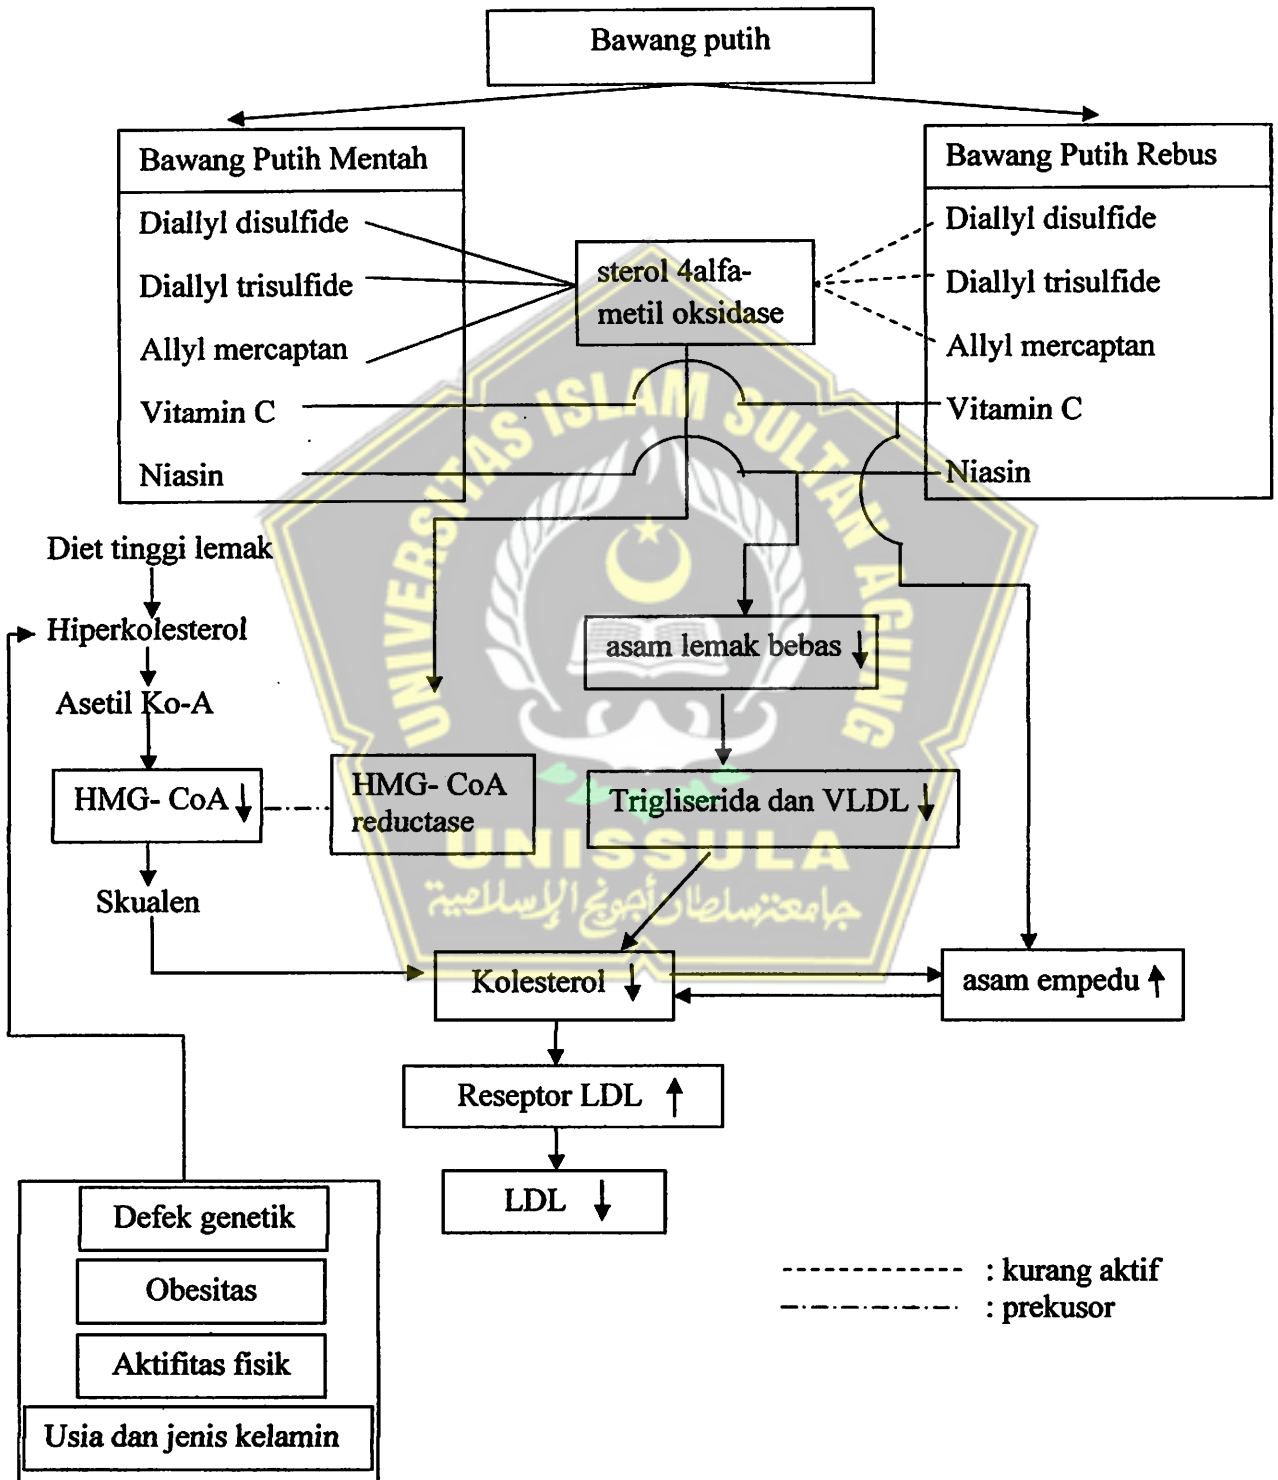 Bawang putih
Bawang Putih Mentah
Diallyl disulfide
Diallyl trisulfide
Allyl mercaptan
Vitamin C
Niasin
sterol 4alfa-
metil oksidase
Bawang Putih Rebus
Diallyl disulfide
Diallyl trisulfide
Allyl mercaptan
Vitamin C
Niasin
UNIVERSITAS ISLAM SULTAN AGUNG
Diet tinggi lemak
Hiperkolesterol
Asetil Ko-A
HMG- CoA ↓
HMG- CoA
reductase
Skualen
asam lemak bebas ↓
Trigliserida dan VLDL ↓
UNISSULA
جامعة سلطان أجونج الإسلامية
Kolesterol ↓
asam empedu ↑
Reseptor LDL ↑
LDL ↓
Defek genetik
Obesitas
Aktifitas fisik
Usia dan jenis kelamin
: kurang aktif
: prekusor